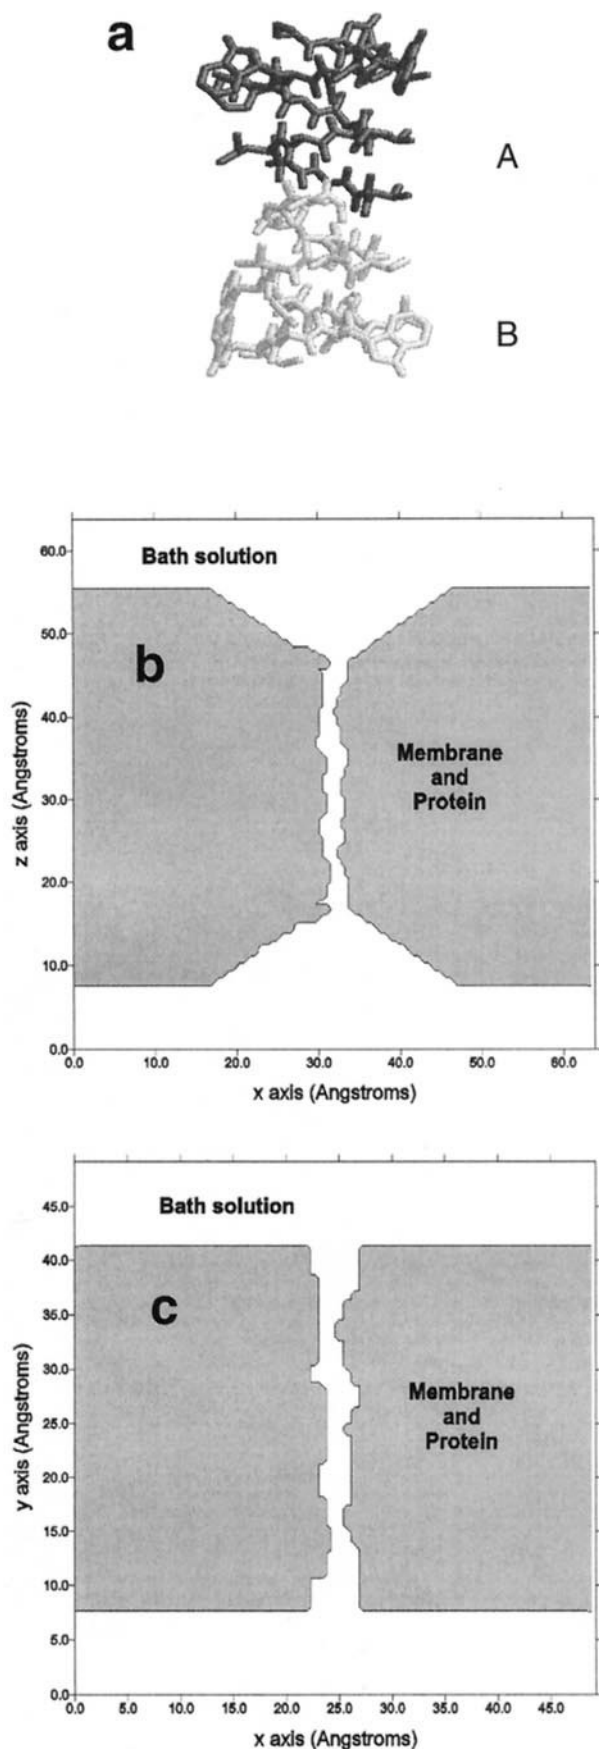 a
A
B
60.0
Bath solution
50.0
b
40.0
Membrane
and
Protein
z axis (Angstroms)
30.0
20.0
10.0
0.0
0.0 10.0 20.0 30.0 40.0 50.0 60.0
x axis (Angstroms)
45.0
Bath solution
40.0
c
35.0
30.0
Membrane
and
Protein
y axis (Angstroms)
25.0
20.0
15.0
10.0
5.0
0.0
0.0 5.0 10.0 15.0 20.0 25.0 30.0 35.0 40.0 45.0
x axis (Angstroms)